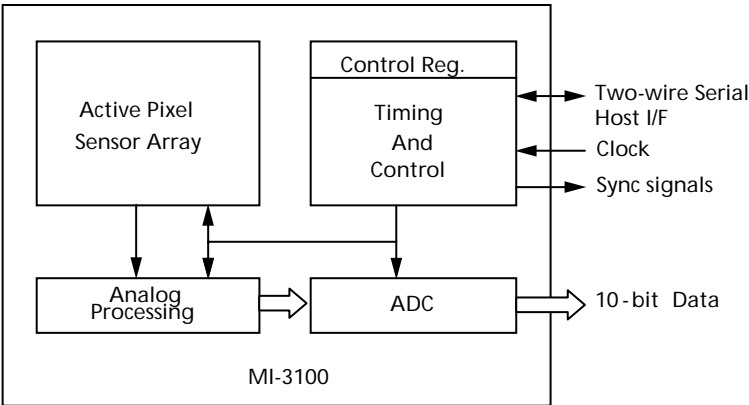 Active Pixel
Sensor Array
Control Reg.
Timing
And
Control
Two-wire Serial
Host I/F
Clock
Sync signals
Analog
Processing
ADC
10-bit Data
MI-3100